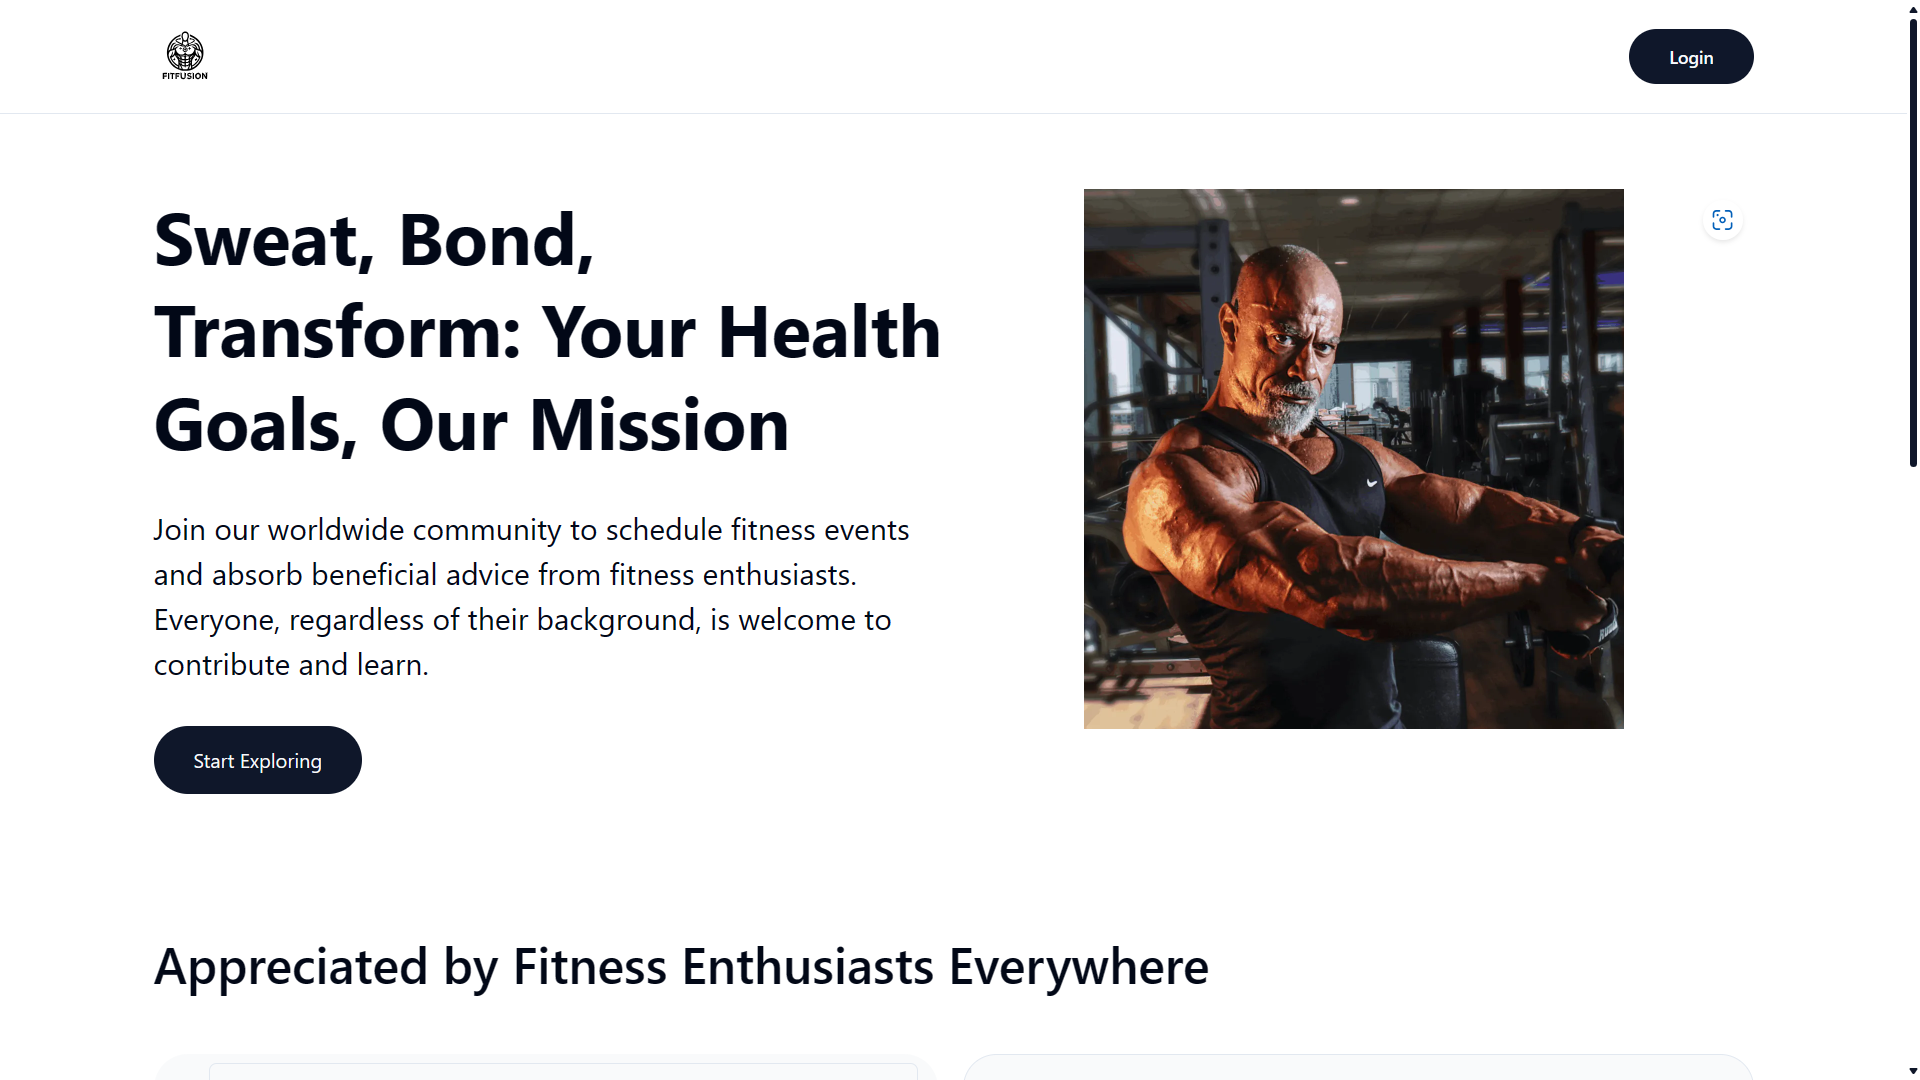 FITFUSION
Login
Sweat, Bond,
Transform: Your Health
Goals, Our Mission
Join our worldwide community to schedule fitness events
and absorb beneficial advice from fitness enthusiasts.
Everyone, regardless of their background, is welcome to
contribute and learn.
Start Exploring
Appreciated by Fitness Enthusiasts Everywhere